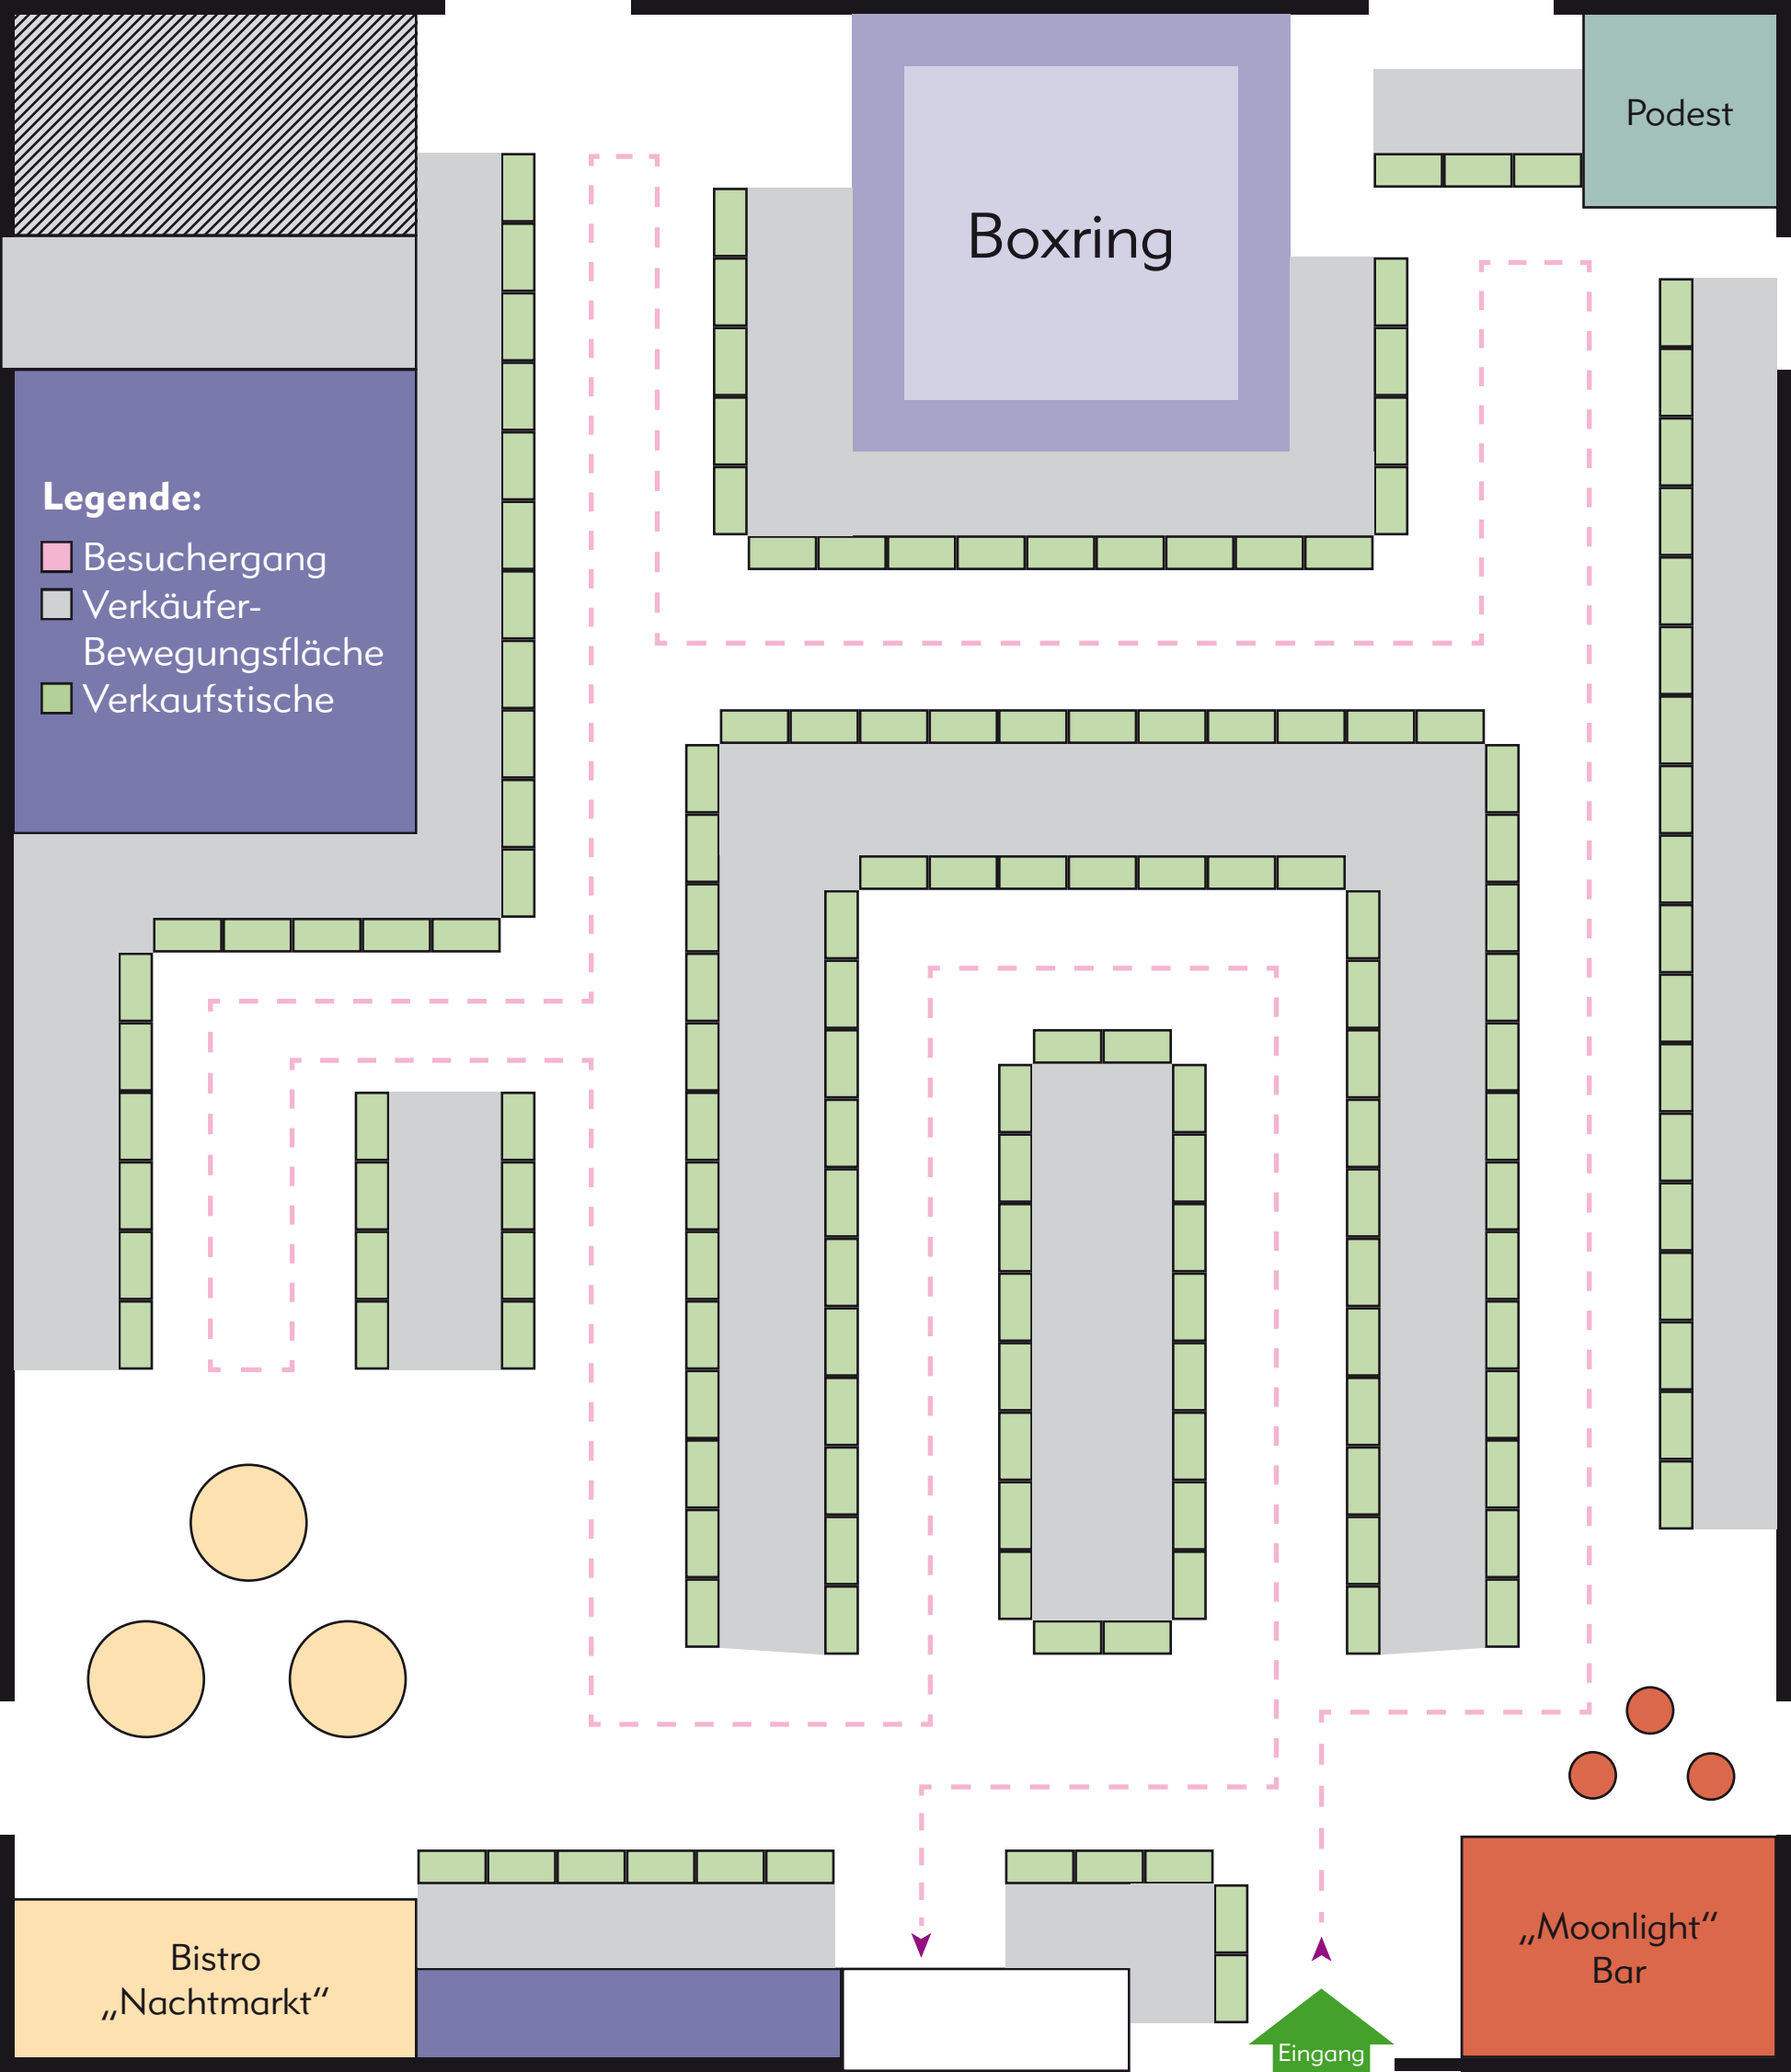 Boxring
Podest
Legende:
Besuchergang
Verkäufer-
Bewegungsfläche
Verkaufstische
Bistro
„Nachtmarkt“
„Moonlight“
Bar
Eingang